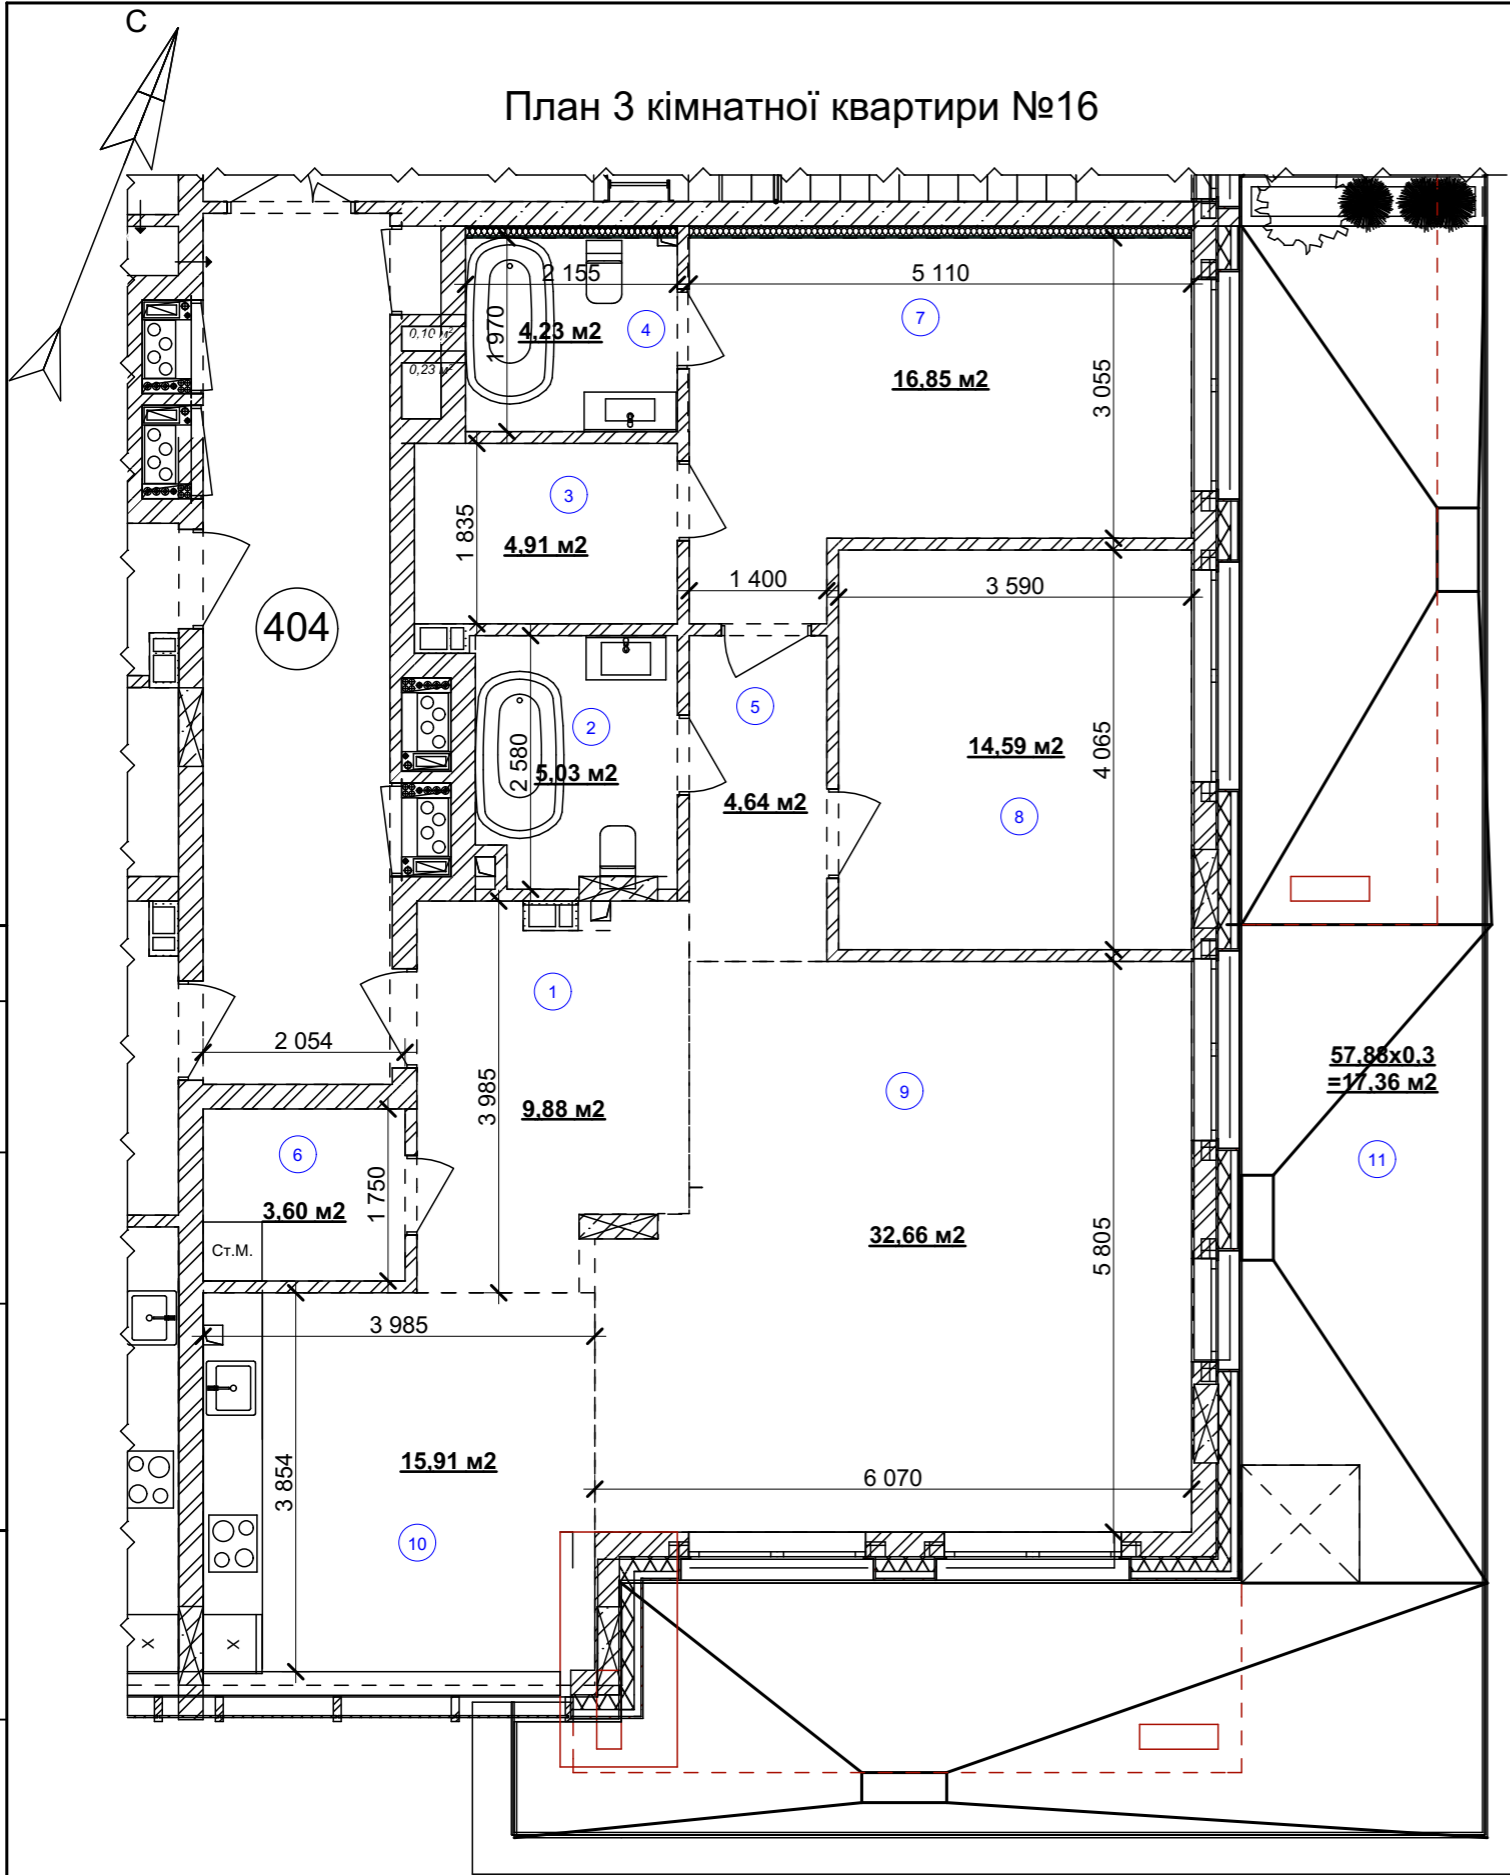 С
План 3 кімнатної квартири №16
2 155
5 110
4
7
1 970
4,23 м2
0,10 м2
0,23 м2
16,85 м2
3 055
3
1 835
4,91 м2
1 400
3 590
404
5
2
2 580
5,03 м2
14,59 м2
4 065
4,64 м2
8
1
2 054
57,88x0,3
=17,36 м2
3 985
9
9,88 м2
6
11
1 750
3,60 м2
32,66 м2
5 805
Ст.М.
3 985
15,91 м2
3 854
6 070
10
X
X